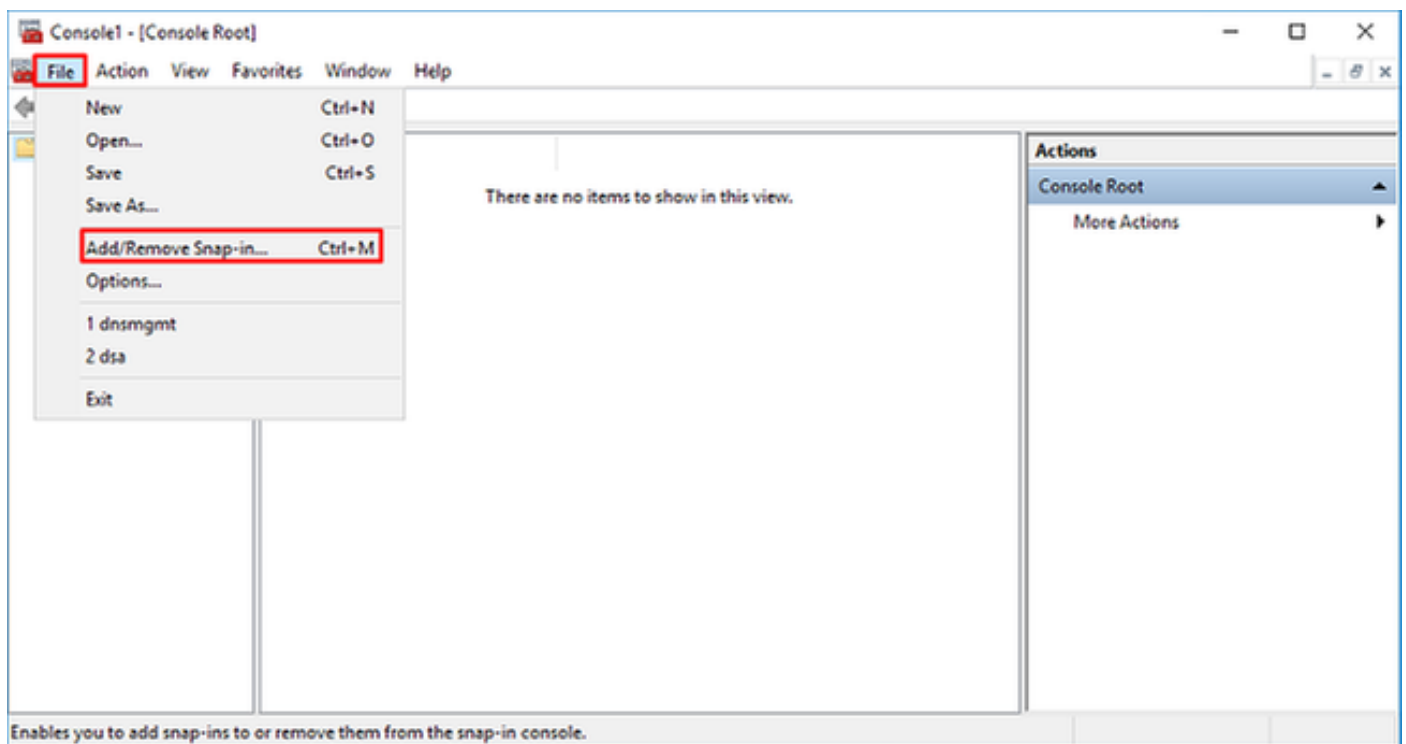 Console1 - [Console Root]
File Action View Favorites Window Help
New Ctrl+N
Open... Ctrl+O
Save Ctrl+S
Save As...
Add/Remove Snap-in... Ctrl+M
Options...
1 dnsmgmt
2 dsa
Exit
There are no items to show in this view.
Actions
Console Root
More Actions
Enables you to add snap-ins to or remove them from the snap-in console.